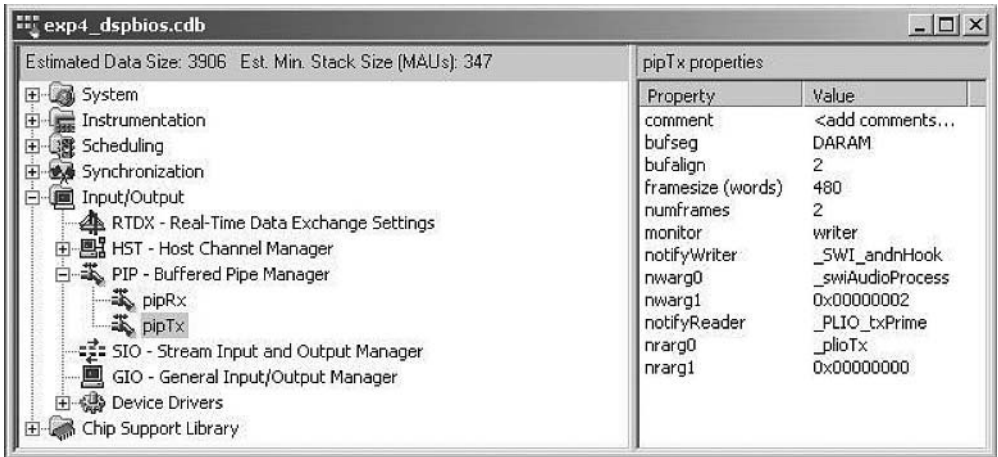 exp4_dspbios.cdb
Estimated Data Size: 3906 Est. Min. Stack Size (MAUs): 347
System
Instrumentation
Scheduling
Synchronization
Input/Output
RTDX - Real-Time Data Exchange Settings
HST - Host Channel Manager
PIP - Buffered Pipe Manager
pipRx
pipTx
SIO - Stream Input and Output Manager
GIO - General Input/Output Manager
Device Drivers
Chip Support Library
pipTx properties
Property Value
comment <add comments...
bufseg DARAM
bufalign 2
framesize (words) 480
numframes 2
monitor writer
notifyWriter _SWI_andnHook
nwarg0 _swiAudioProcess
nwarg1 0x00000002
notifyReader _PLIO_txPrime
nrarg0 _plioTx
nrarg1 0x00000000